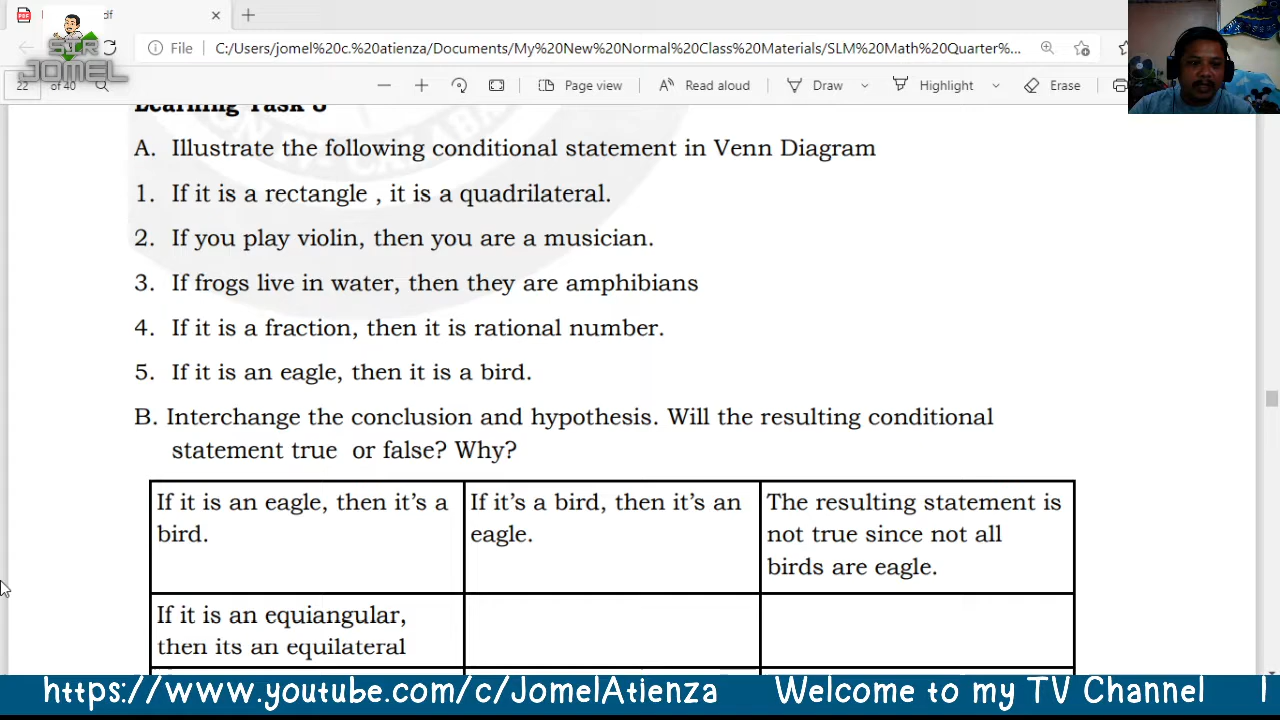 df
SIR
JOMEL
File
C:/Users/jomel%20c.%20atienza/Documents/My%20New%20Normal%20Class%20Materials/SLM%20Math%20Quarter%...
22 of 40
Page view
Read aloud
Draw
Highlight
Erase
Learning Task 8
A. Illustrate the following conditional statement in Venn Diagram
1. If it is a rectangle , it is a quadrilateral.
2. If you play violin, then you are a musician.
3. If frogs live in water, then they are amphibians
4. If it is a fraction, then it is rational number.
5. If it is an eagle, then it is a bird.
B. Interchange the conclusion and hypothesis. Will the resulting conditional
statement true or false? Why?
If it is an eagle, then it's a
bird.
If it's a bird, then it's an
eagle.
The resulting statement is
not true since not all
birds are eagle.
If it is an equiangular,
then its an equilateral
https://www.youtube.com/c/JomelAtienza Welcome to my TV Channel